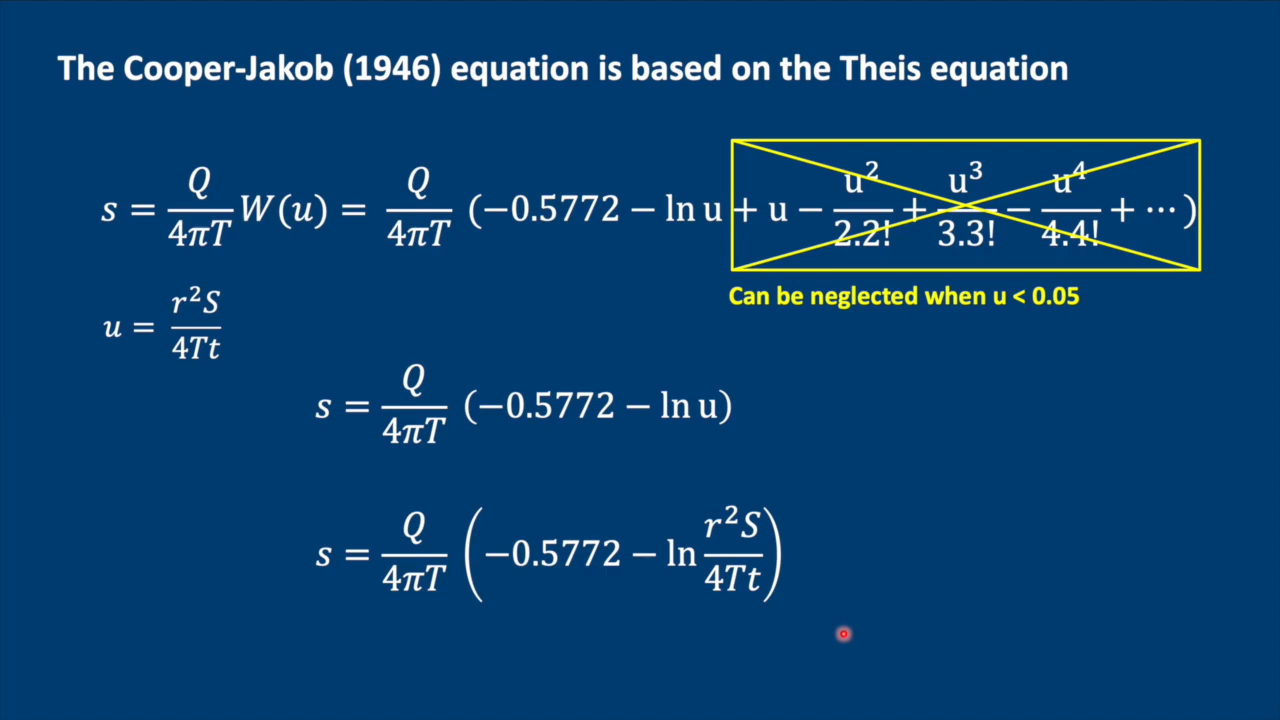 The Cooper-Jakob (1946) equation is based on the Theis equation
s = Q/4πT W(u) = Q/4πT (−0.5772 − ln u + u − u²/2.2! + u³/3.3! − u⁴/4.4! + ⋯)
Can be neglected when u < 0.05
u = r²S/4Tt
s = Q/4πT (−0.5772 − ln u)
s = Q/4πT (−0.5772 − ln r²S/4Tt)